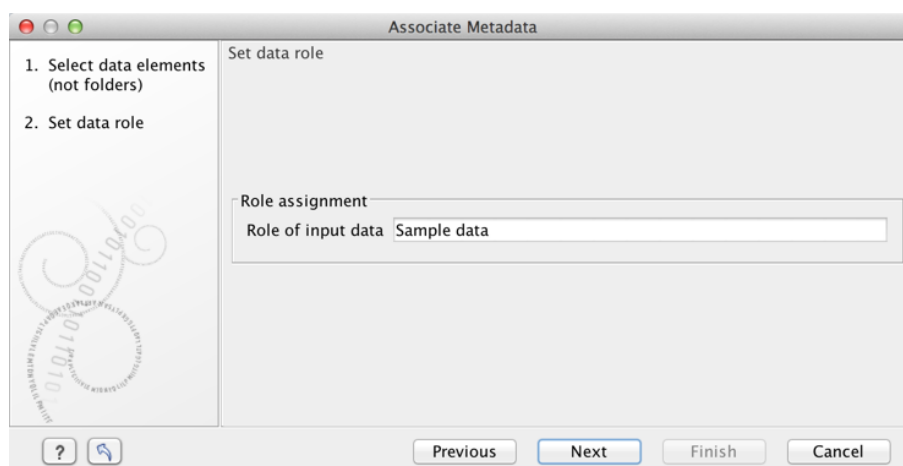 Associate Metadata
1. Select data elements
(not folders)
2. Set data role
Set data role
Role assignment
Role of input data Sample data
? Previous Next Finish Cancel